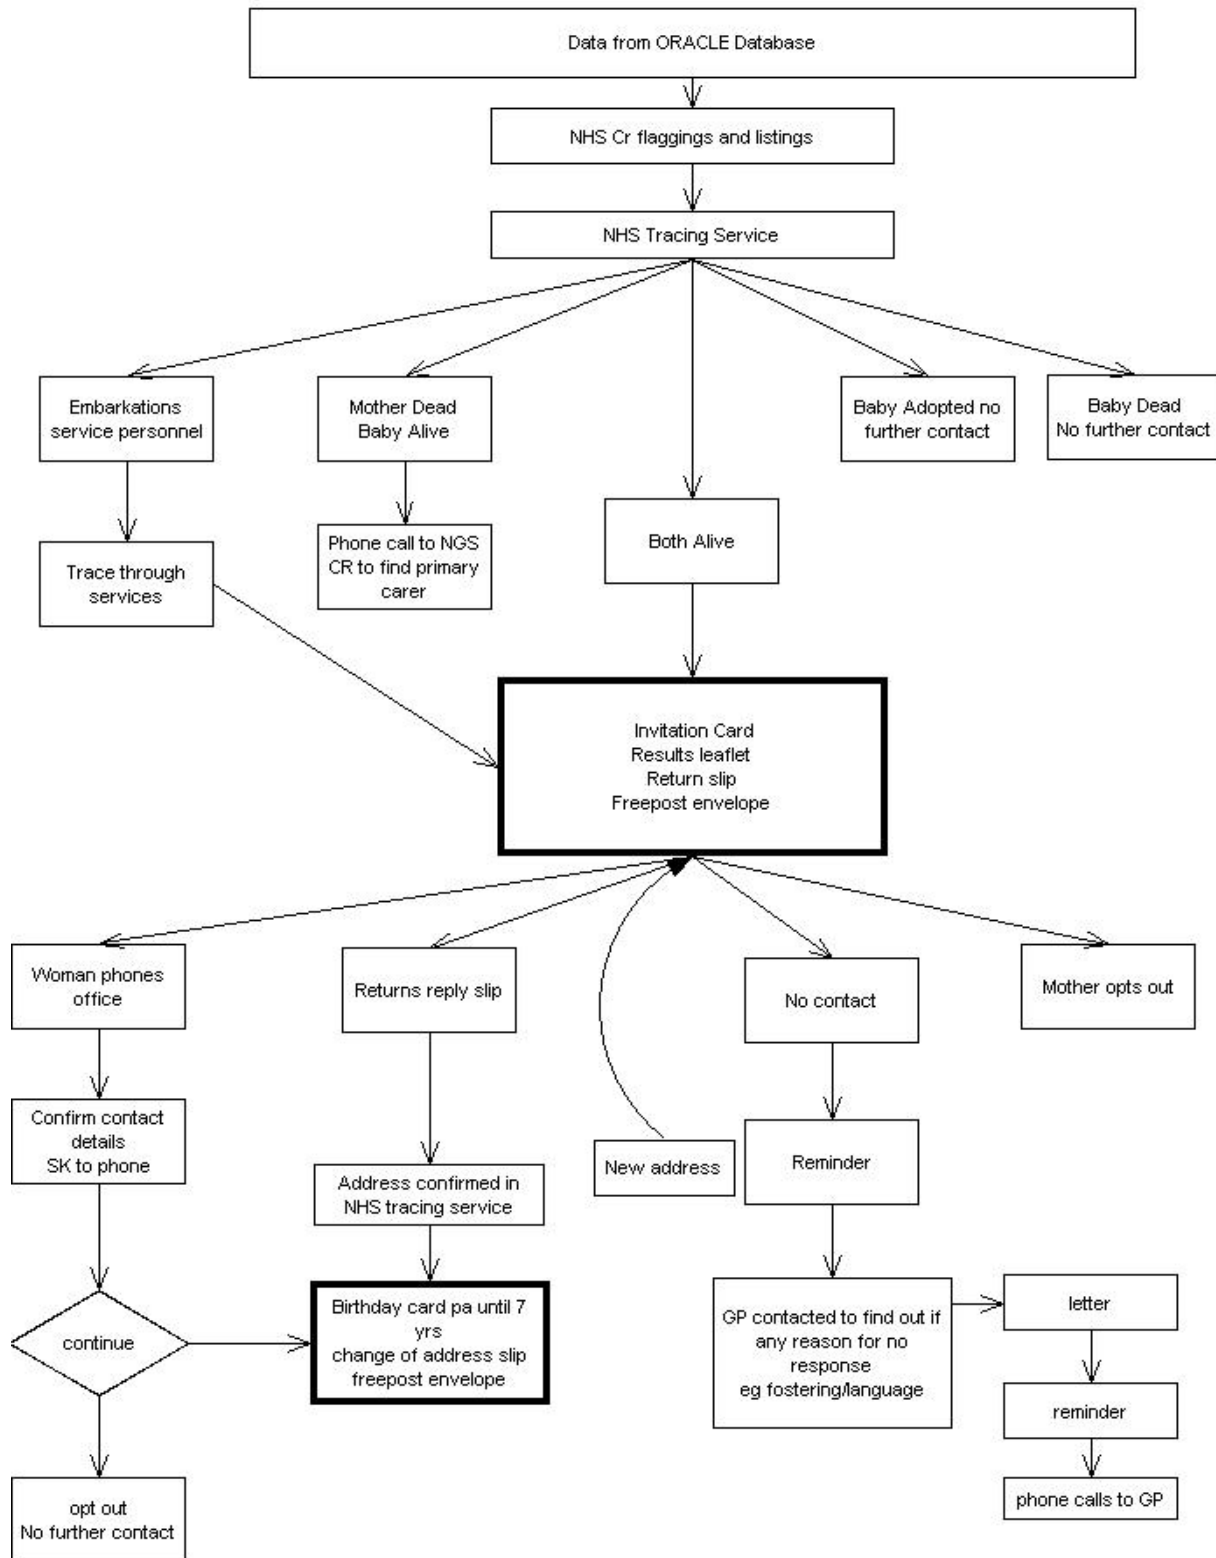 Data from ORACLE Database
NHS Cr flaggings and listings
NHS Tracing Service
Embarkations
service personnel
Mother Dead
Baby Alive
Baby Adopted no
further contact
Baby Dead
No further contact
Trace through
services
Phone call to NGS
CR to find primary
carer
Both Alive
Invitation Card
Results leaflet
Return slip
Freepost envelope
Woman phones
office
Returns reply slip
No contact
Mother opts out
Confirm contact
details
SK to phone
Address confirmed in
NHS tracing service
New address
Reminder
continue
Birthday card pa until 7
yrs
change of address slip
freepost envelope
GP contacted to find out if
any reason for no
response
eg fostering/language
letter
reminder
phone calls to GP
opt out
No further contact